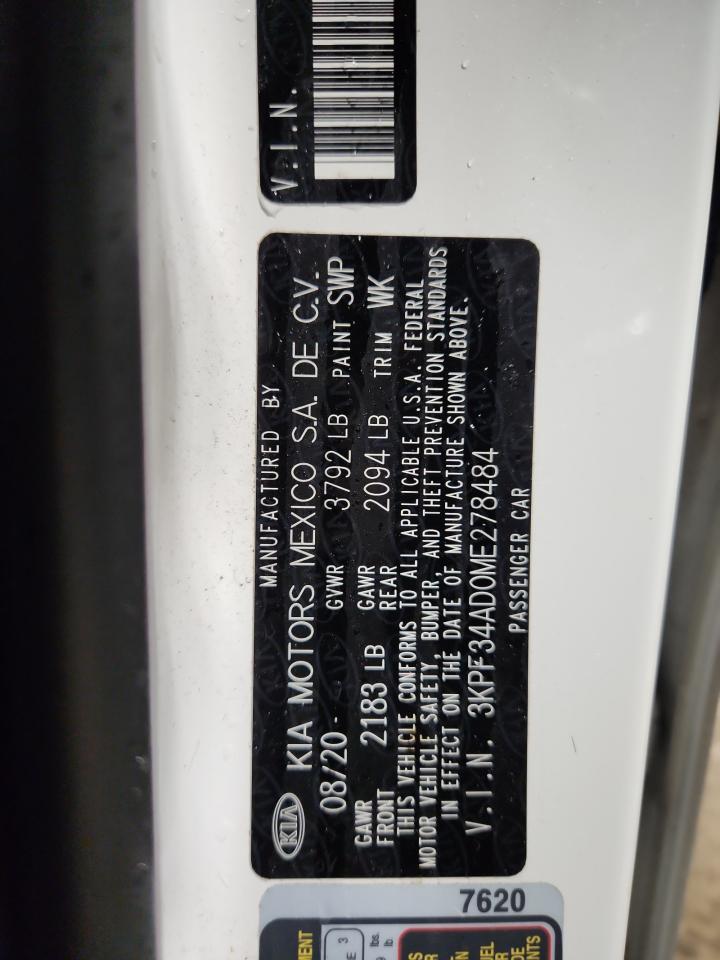 V.I.N.
MANUFACTURED BY
KIA KIA MOTORS MEXICO S.A. DE C.V.
08/20 GVWR 3792 LB PAINT SWP
GAWR FRONT 2183 LB GAWR REAR 2094 LB TRIM WK
THIS VEHICLE CONFORMS TO ALL APPLICABLE U.S.A. FEDERAL
MOTOR VEHICLE SAFETY, BUMPER, AND THEFT PREVENTION STANDARDS
IN EFFECT ON THE DATE OF MANUFACTURE SHOWN ABOVE.
V.I.N. 3KPF34AD0ME278484
PASSENGER CAR
7620